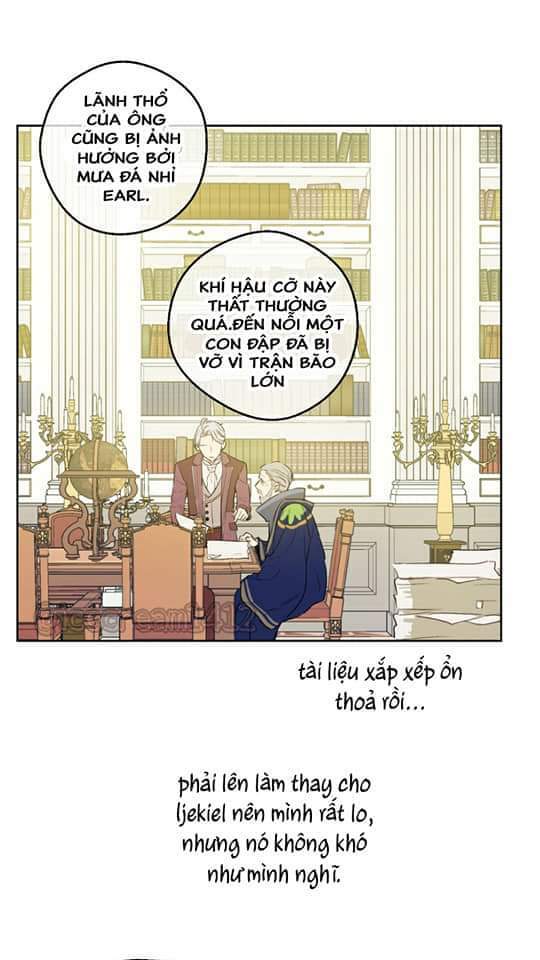 LÃNH THỔ
CỦA ÔNG
CŨNG BỊ ẢNH
HƯỞNG BỞI
MƯA ĐÁ NHỈ
EARL.
KHÍ HẬU CỠ NÀY
THẤT THƯỜNG
QUÁ.ĐẾN NỖI MỘT
CON ĐẬP ĐÃ BỊ
VỠ VÌ TRẬN BÃO
LỚN
tài liệu xắp xếp ổn
thoả rồi...
phải lên làm thay cho
Ijekiel nên mình rất lo,
nhưng nó không khó
như mình nghĩ.